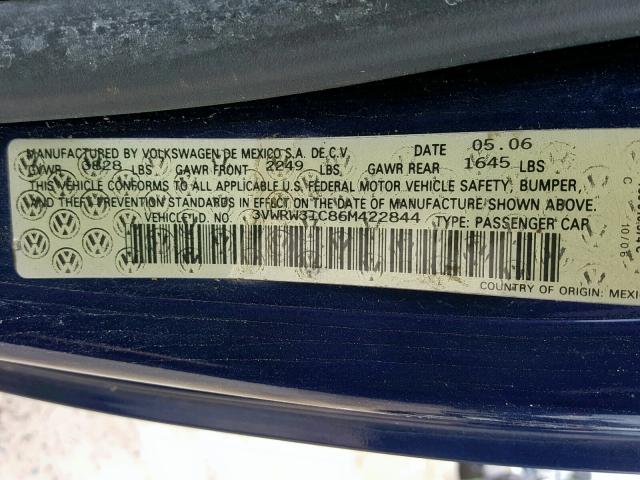 MANUFACTURED BY VOLKSWAGEN DE MEXICO S.A. DE C.V. DATE 05.06
GVWR 3828 LBS GAWR FRONT 2249 LBS GAWR REAR 1645 LBS
THIS VEHICLE CONFORMS TO ALL APPLICABLE U.S. FEDERAL MOTOR VEHICLE SAFETY, BUMPER,
AND THEFT PREVENTION STANDARDS IN EFFECT ON THE DATE OF MANUFACTURE SHOWN ABOVE.
VEHICLE I.D. NO. 3VWRW31C86M422844 TYPE: PASSENGER CAR
COUNTRY OF ORIGIN: MEXI